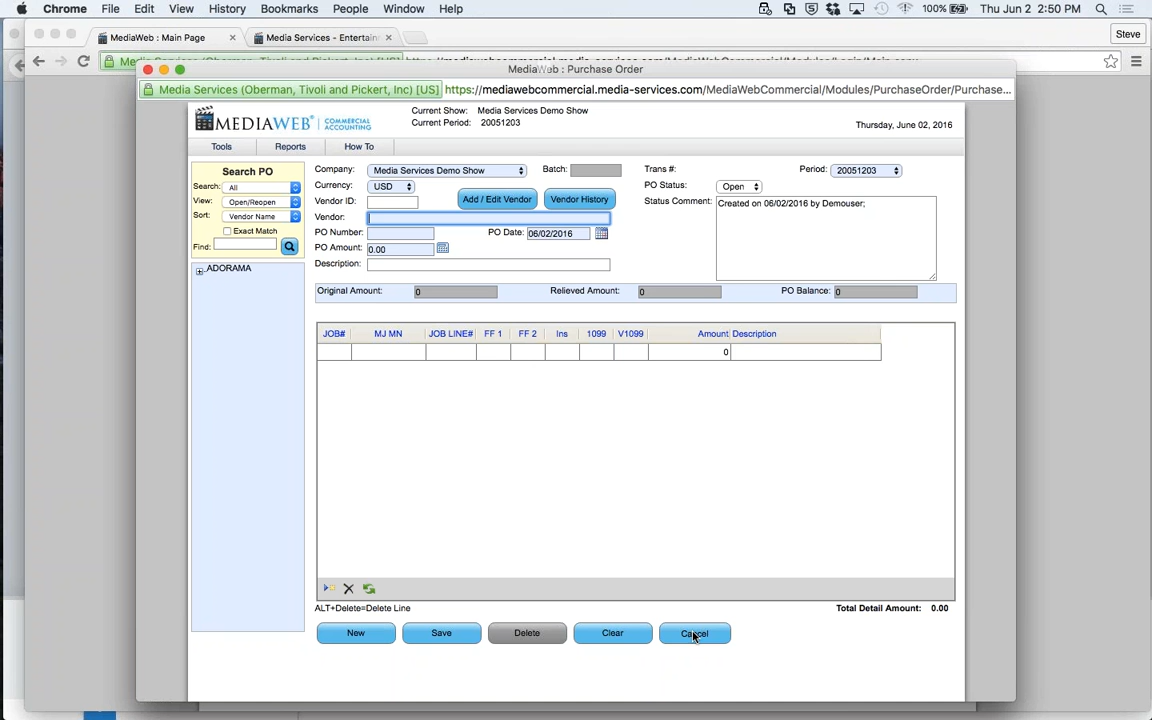 Chrome File Edit View History Bookmarks People Window Help 100% Thu Jun 2 2:50 PM
MediaWeb : Main Page Media Services - Entertain Steve
MediaWeb : Purchase Order
Media Services (Oberman, Tivoli and Pickert, Inc) [US] https://mediawebcommercial.media-services.com/MediaWebCommercial/Modules/PurchaseOrder/Purchase...
MEDIAWEB® | COMMERCIAL ACCOUNTING
Current Show: Media Services Demo Show
Current Period: 20051203
Thursday, June 02, 2016
Tools Reports How To
Search PO
Search: All
View: Open/Reopen
Sort: Vendor Name
Exact Match
Find:
ADORAMA
Company: Media Services Demo Show Batch: Trans #: Period: 20051203
Currency: USD PO Status: Open
Vendor ID: Add / Edit Vendor Vendor History Status Comment: Created on 06/02/2016 by Demouser;
Vendor:
PO Number: PO Date: 06/02/2016
PO Amount: 0.00
Description:
Original Amount: 0 Relieved Amount: 0 PO Balance: 0
JOB# MJ MN JOB LINE# FF 1 FF 2 Ins 1099 V1099 Amount Description
0
ALT+Delete=Delete Line Total Detail Amount: 0.00
New Save Delete Clear Cancel